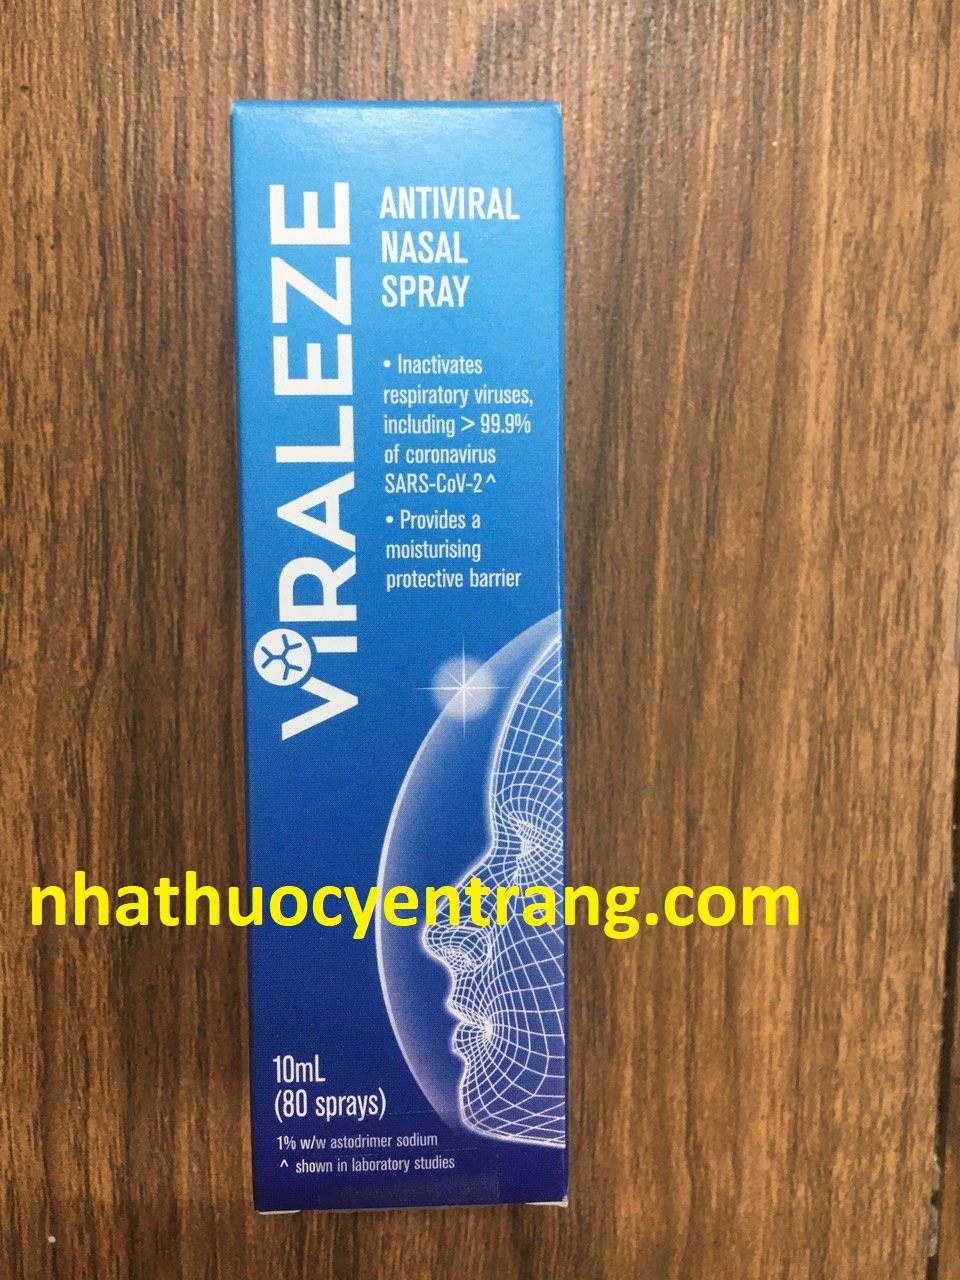 VIRALEZE
ANTIVIRAL
NASAL
SPRAY
• Inactivates
respiratory viruses,
including > 99.9%
of coronavirus
SARS-CoV-2^
• Provides a
moisturising
protective barrier
nhathuocyentrang.com
10mL
(80 sprays)
1% w/w astodrimer sodium
^ shown in laboratory studies